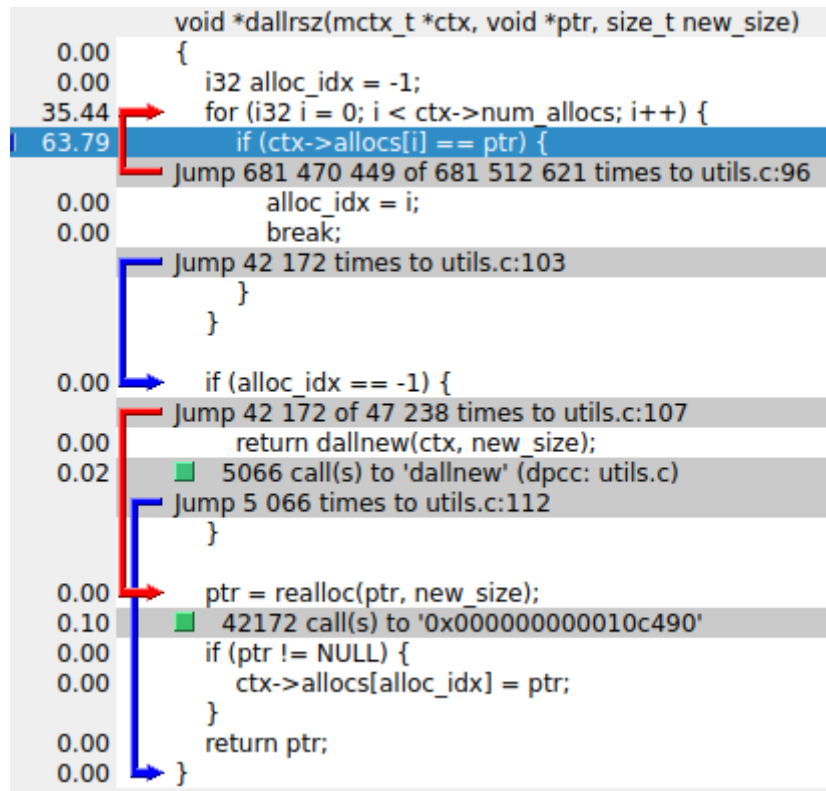 void *dallrsz(mctx_t *ctx, void *ptr, size_t new_size)
0.00 {
0.00 i32 alloc_idx = -1;
35.44 for (i32 i = 0; i < ctx->num_allocs; i++) {
63.79 if (ctx->allocs[i] == ptr) {
Jump 681 470 449 of 681 512 621 times to utils.c:96
0.00 alloc_idx = i;
0.00 break;
Jump 42 172 times to utils.c:103
}
}
0.00 if (alloc_idx == -1) {
Jump 42 172 of 47 238 times to utils.c:107
0.00 return dallnew(ctx, new_size);
0.02 5066 call(s) to 'dallnew' (dpcc: utils.c)
Jump 5 066 times to utils.c:112
}
0.00 ptr = realloc(ptr, new_size);
0.10 42172 call(s) to '0x000000000010c490'
0.00 if (ptr != NULL) {
0.00 ctx->allocs[alloc_idx] = ptr;
}
0.00 return ptr;
0.00 }